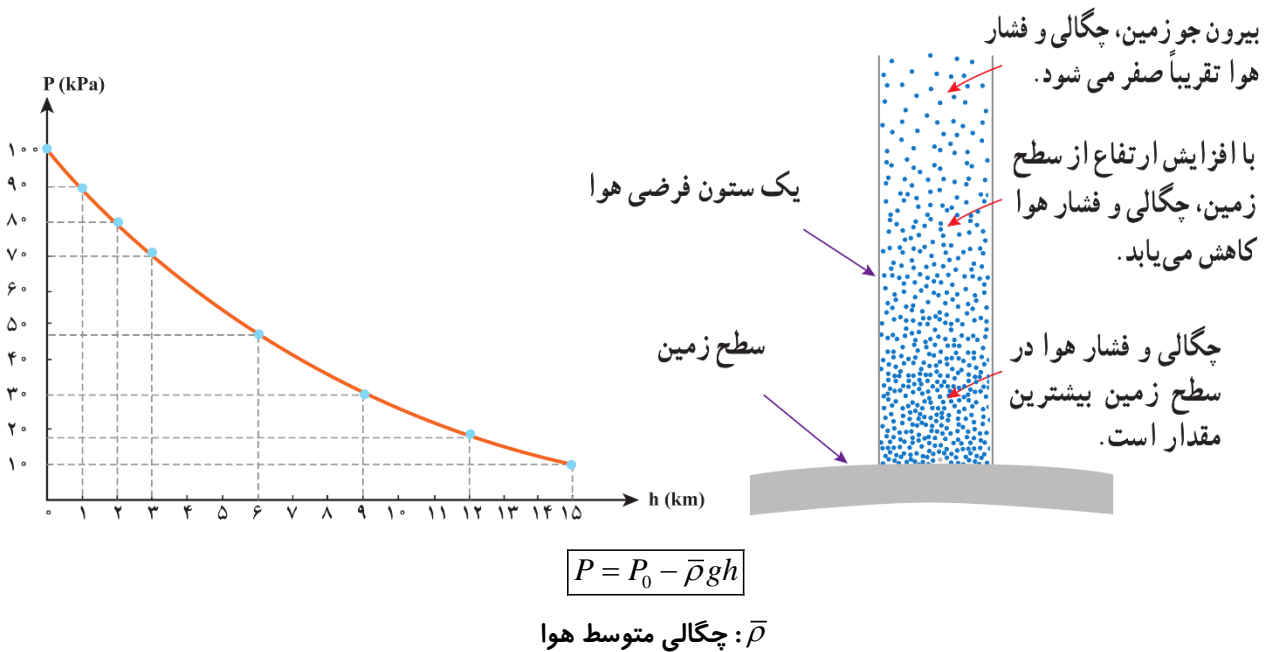 P (kPa)
۱۰۰
۹۰
۸۰
۷۰
۶۰
۵۰
۴۰
۳۰
۲۰
۱۰
۰ ۱ ۲ ۳ ۴ ۵ ۶ ۷ ۸ ۹ ۱۰ ۱۱ ۱۲ ۱۳ ۱۴ ۱۵
h (km)
بیرون جو زمین، چگالی و فشار
هوا تقریباً صفر می شود.
با افزایش ارتفاع از سطح
زمین، چگالی و فشار هوا
کاهش می‌یابد.
یک ستون فرضی هوا
سطح زمین
چگالی و فشار هوا در
سطح زمین بیشترین
مقدار است.
P = P₀ − ρ̅gh
ρ̅ : چگالی متوسط هوا